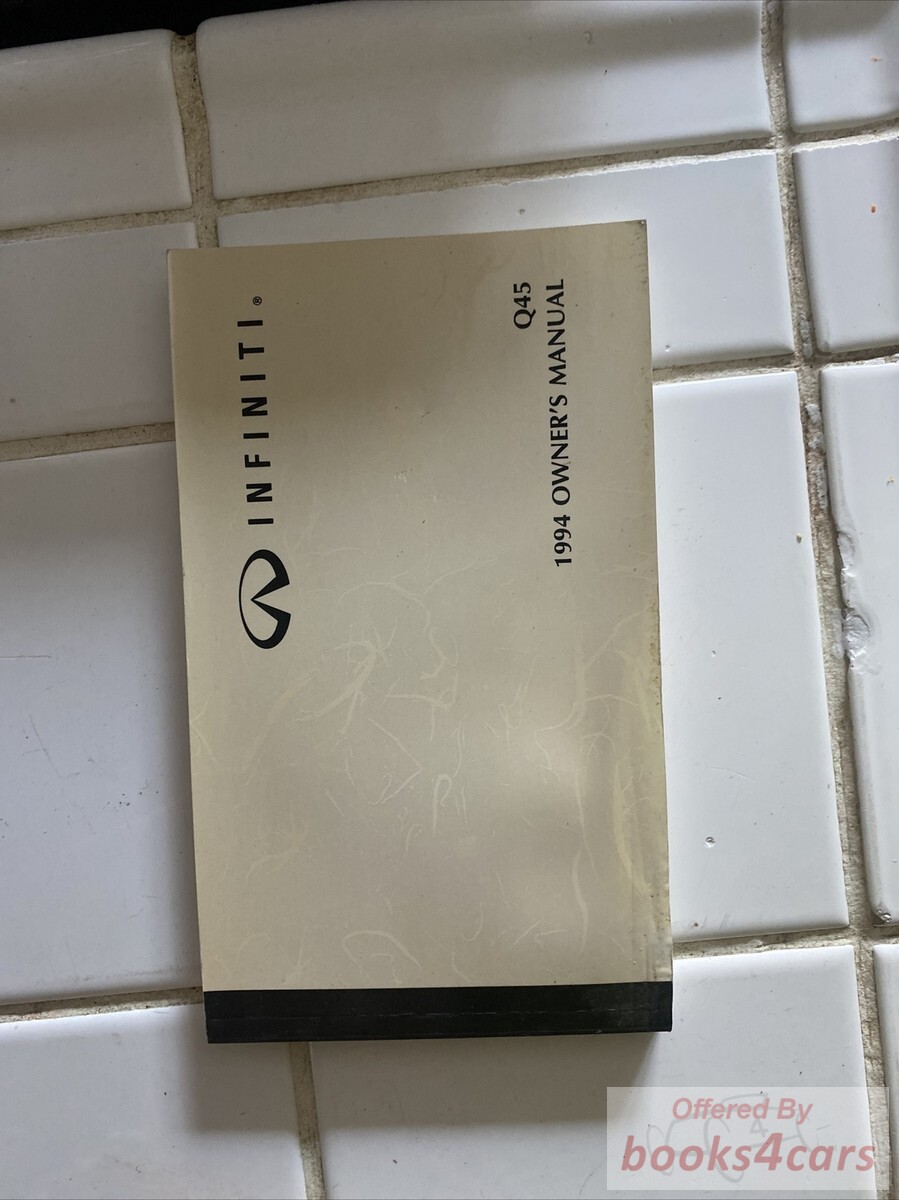 INFINITI®
Q45
1994 OWNER'S MANUAL
Offered By
books4cars